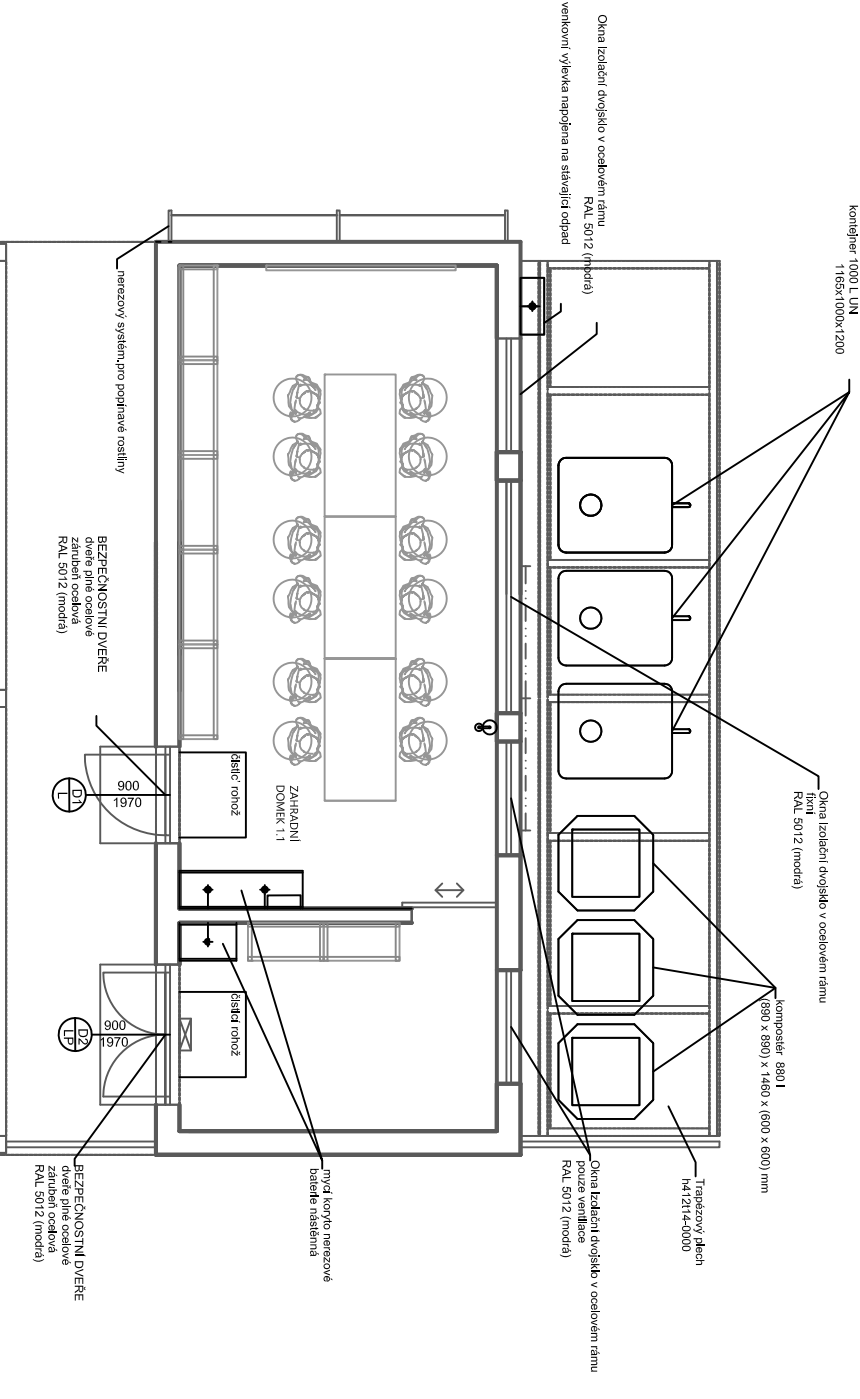 kontejner 1000 L UN
1165x1000x1200
Okna Izolační dvojsklo v ocelovém rámu
RAL 5012 (modrá)
venkovní výlevka napojena na stávající odpad
Okna Izolační dvojsklo v ocelovém rámu
fixní
RAL 5012 (modrá)
kompostér 880 l
(890 x 890) x 1460 x (600 x 600) mm
Trapézový plech
h412114-0000
Okna Izolační dvojsklo v ocelovém rámu
pouze ventilace
RAL 5012 (modrá)
nerezový systém pro popínavé rostliny
ZAHRADNÍ
DOMEK 1.1
čistící rohož
čistící rohož
BEZPEČNOSTNÍ DVEŘE
dveře plné ocelové
zárubeň ocelová
RAL 5012 (modrá)
900
1970
D1
L
900
1970
D2
LP
mycí koryto nerezové
baterie nástěnná
BEZPEČNOSTNÍ DVEŘE
dveře plné ocelové
zárubeň ocelová
RAL 5012 (modrá)